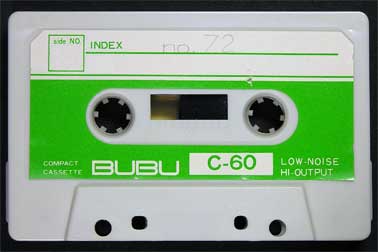 side NO.
INDEX
no. 72
COMPACT
CASSETTE
BUBU
C-60
LOW-NOISE
HI-OUTPUT